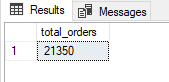 Results Messages
total_orders
1 21350